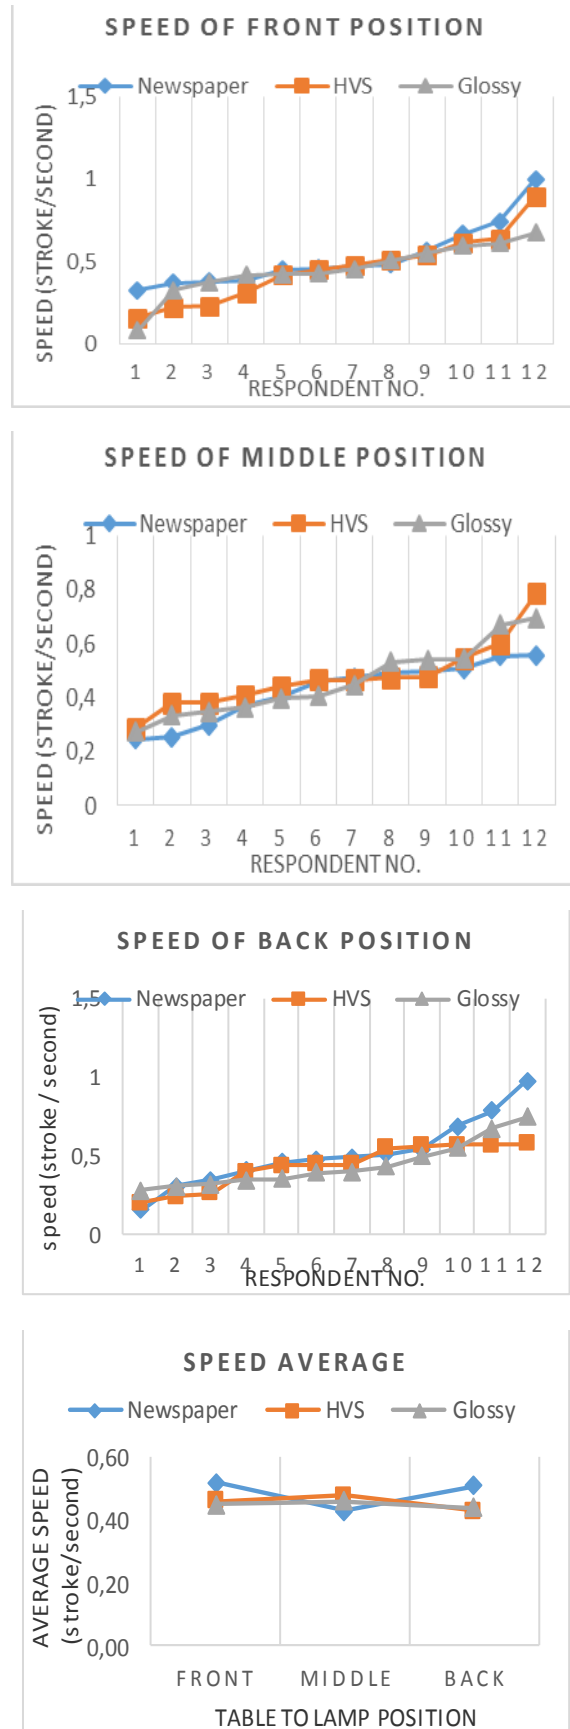 SPEED OF FRONT POSITION
Newspaper HVS Glossy
SPEED (STROKE/SECOND)
1,5
1
0,5
0
1 2 3 4 5 6 7 8 9 10 11 12
RESPONDENT NO.
SPEED OF MIDDLE POSITION
Newspaper HVS Glossy
SPEED (STROKE/SECOND)
1
0,8
0,6
0,4
0,2
0
1 2 3 4 5 6 7 8 9 10 11 12
RESPONDENT NO.
SPEED OF BACK POSITION
Newspaper HVS Glossy
speed (stroke / second)
1,5
1
0,5
0
1 2 3 4 5 6 7 8 9 10 11 12
RESPONDENT NO.
SPEED AVERAGE
Newspaper HVS Glossy
AVERAGE SPEED
(stroke/second)
0,60
0,40
0,20
0,00
FRONT MIDDLE BACK
TABLE TO LAMP POSITION